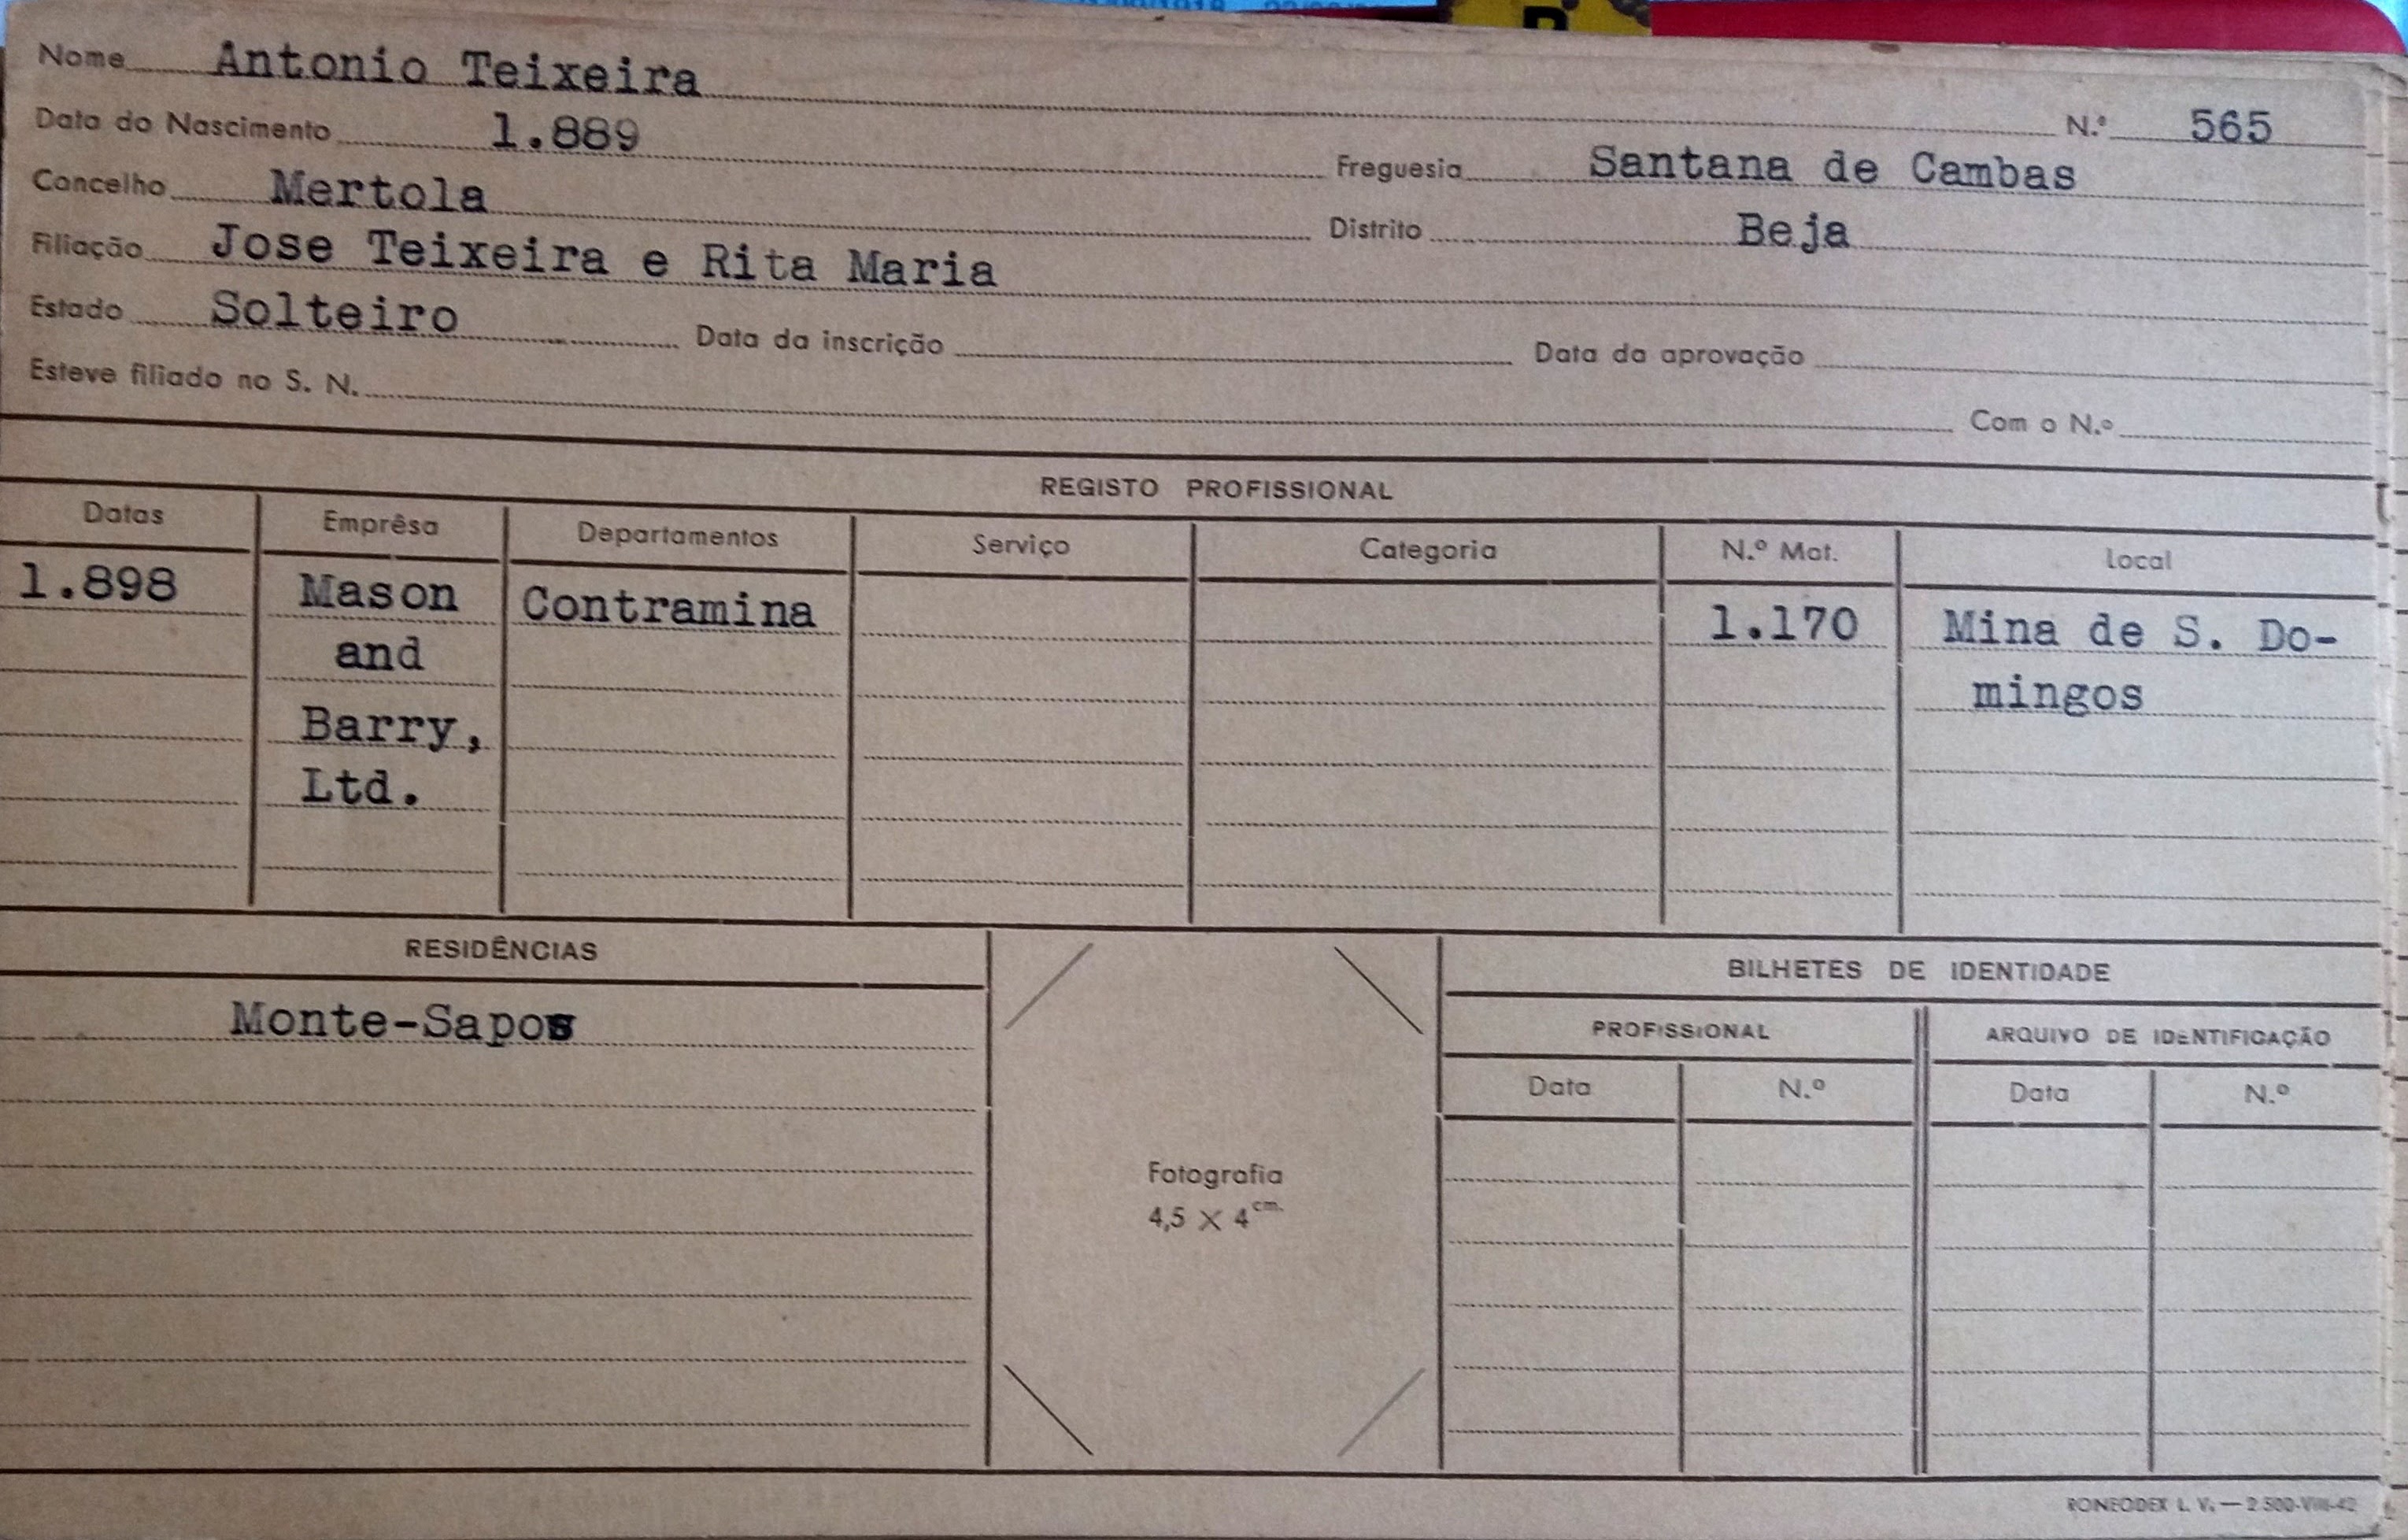 Nome Antonio Teixeira N.º 565
Data do Nascimento 1.889 Freguesia Santana de Cambas
Concelho Mertola Distrito Beja
Filiação Jose Teixeira e Rita Maria
Estado Solteiro Data da inscrição Data da aprovação
Esteve filiado no S. N. Com o N.º
REGISTO PROFISSIONAL
Datas Emprêsa Departamentos Serviço Categoria N.º Mat. Local
1.898 Mason Contramina 1.170 Mina de S. Do-
and mingos
Barry,
Ltd.
RESIDÊNCIAS
Monte-Sapos
Fotografia
4,5 X 4 cm.
BILHETES DE IDENTIDADE
PROFISSIONAL ARQUIVO DE IDENTIFICAÇÃO
Data N.º Data N.º
RONEODEX L. V. — 2.500-VIII-42